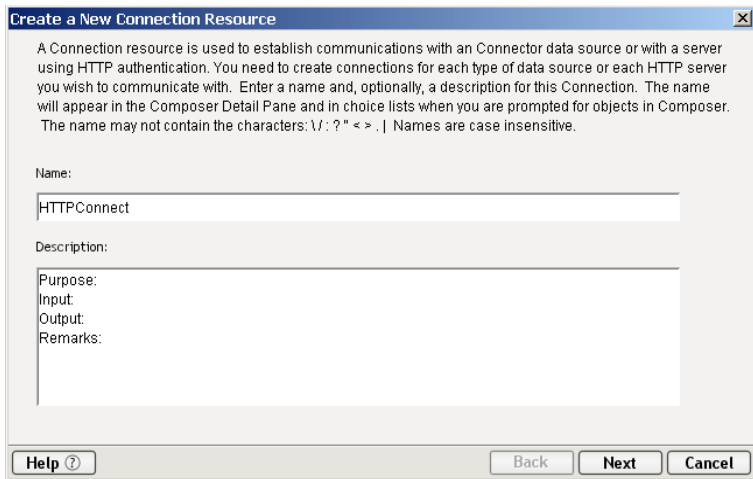 Create a New Connection Resource
A Connection resource is used to establish communications with an Connector data source or with a server
using HTTP authentication. You need to create connections for each type of data source or each HTTP server
you wish to communicate with. Enter a name and, optionally, a description for this Connection. The name
will appear in the Composer Detail Pane and in choice lists when you are prompted for objects in Composer.
The name may not contain the characters: \ / : ? " < > . | Names are case insensitive.
Name:
HTTPConnect
Description:
Purpose:
Input:
Output:
Remarks:
Help ?
Back
Next
Cancel